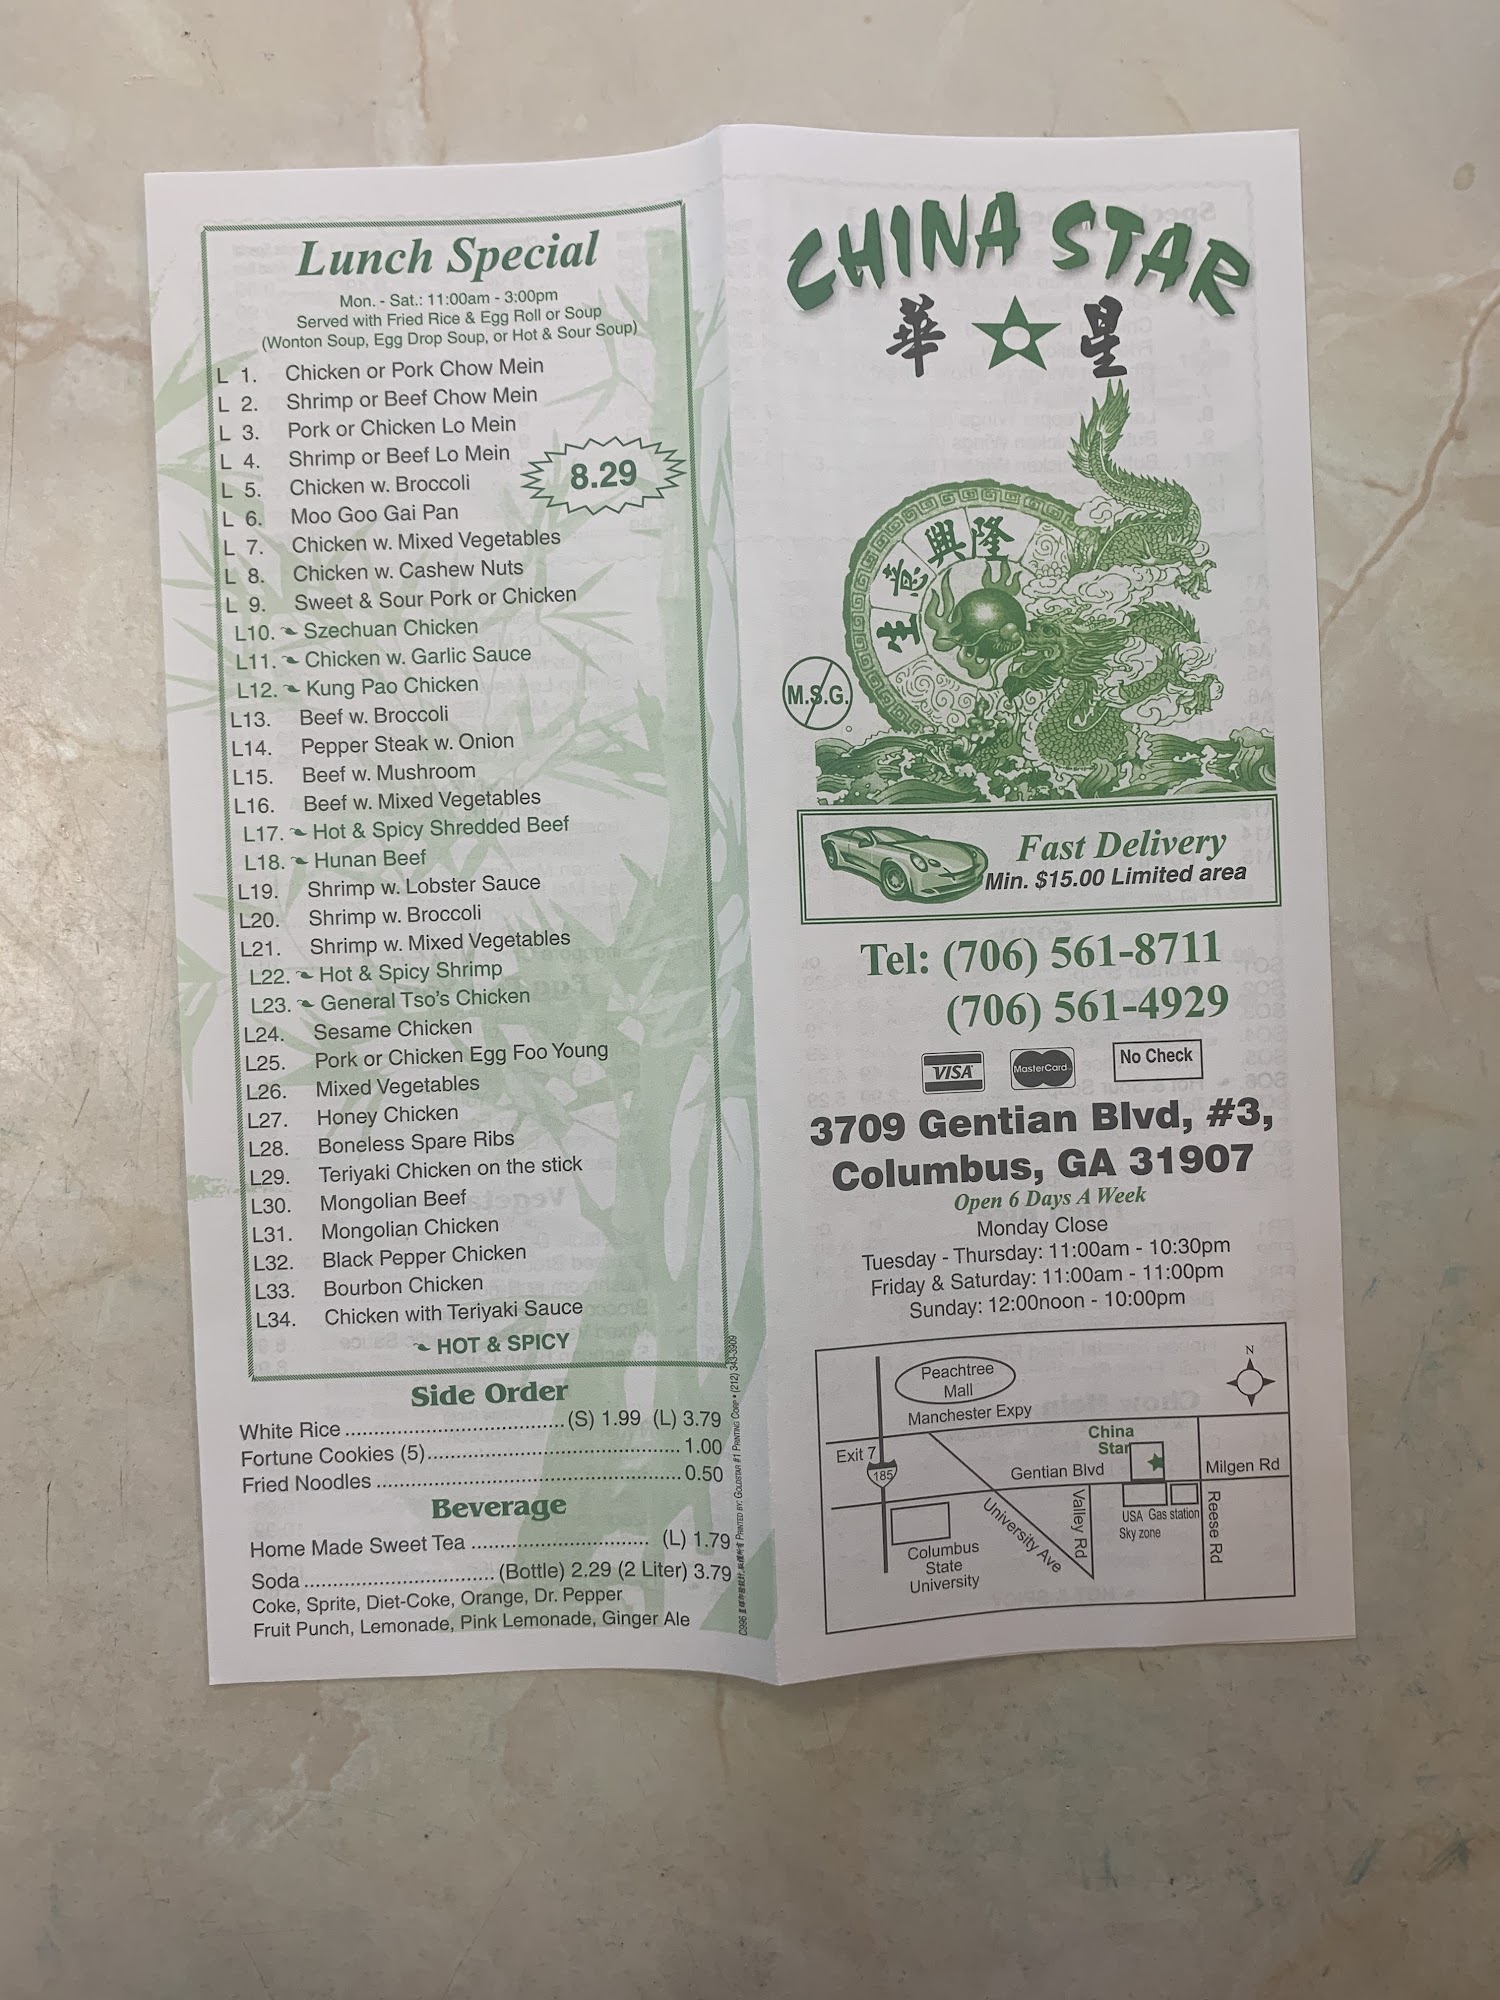 Lunch Special
Mon. - Sat.: 11:00am - 3:00pm
Served with Fried Rice & Egg Roll or Soup
(Wonton Soup, Egg Drop Soup, or Hot & Sour Soup)
8.29
L 1. Chicken or Pork Chow Mein
L 2. Shrimp or Beef Chow Mein
L 3. Pork or Chicken Lo Mein
L 4. Shrimp or Beef Lo Mein
L 5. Chicken w. Broccoli
L 6. Moo Goo Gai Pan
L 7. Chicken w. Mixed Vegetables
L 8. Chicken w. Cashew Nuts
L 9. Sweet & Sour Pork or Chicken
L10. Szechuan Chicken
L11. Chicken w. Garlic Sauce
L12. Kung Pao Chicken
L13. Beef w. Broccoli
L14. Pepper Steak w. Onion
L15. Beef w. Mushroom
L16. Beef w. Mixed Vegetables
L17. Hot & Spicy Shredded Beef
L18. Hunan Beef
L19. Shrimp w. Lobster Sauce
L20. Shrimp w. Broccoli
L21. Shrimp w. Mixed Vegetables
L22. Hot & Spicy Shrimp
L23. General Tso's Chicken
L24. Sesame Chicken
L25. Pork or Chicken Egg Foo Young
L26. Mixed Vegetables
L27. Honey Chicken
L28. Boneless Spare Ribs
L29. Teriyaki Chicken on the stick
L30. Mongolian Beef
L31. Mongolian Chicken
L32. Black Pepper Chicken
L33. Bourbon Chicken
L34. Chicken with Teriyaki Sauce
HOT & SPICY
Side Order
White Rice ........ (S) 1.99 (L) 3.79
Fortune Cookies (5) ........ 1.00
Fried Noodles ........ 0.50
Beverage
Home Made Sweet Tea ........ (L) 1.79
Soda ........ (Bottle) 2.29 (2 Liter) 3.79
Coke, Sprite, Diet-Coke, Orange, Dr. Pepper
Fruit Punch, Lemonade, Pink Lemonade, Ginger Ale
PRINTED BY: GOLDSTAR #1 PRINTING CORP. • (212) 343-3909
CHINA STAR
華 星
生意興隆
M.S.G.
Fast Delivery
Min. $15.00 Limited area
Tel: (706) 561-8711
(706) 561-4929
VISA
MasterCard
No Check
3709 Gentian Blvd, #3,
Columbus, GA 31907
Open 6 Days A Week
Monday Close
Tuesday - Thursday: 11:00am - 10:30pm
Friday & Saturday: 11:00am - 11:00pm
Sunday: 12:00noon - 10:00pm
N
Peachtree
Mall
Manchester Expy
Exit 7
185
China
Star
Gentian Blvd
Milgen Rd
Columbus
State
University
University Ave
Valley Rd
USA
Sky zone
Gas station
Reese Rd